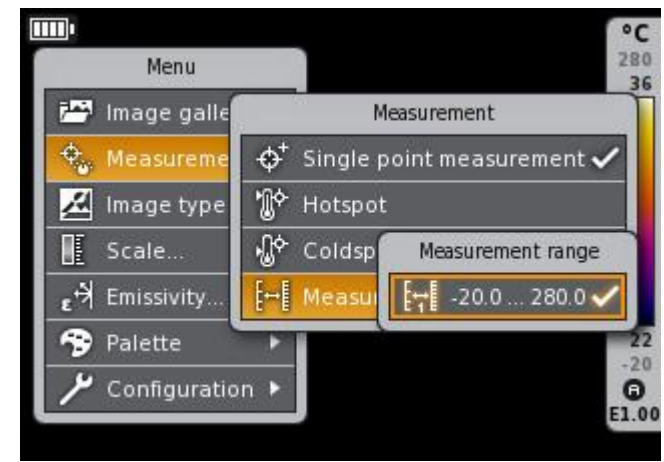 °C
280
36
Menu
Image galle
Measurement
Measureme
Single point measurement
Image type
Hotspot
Scale...
Coldsp
Measurement range
Emissivity...
Measu
-20.0 ... 280.0
Palette
22
-20
Configuration
A
E1.00